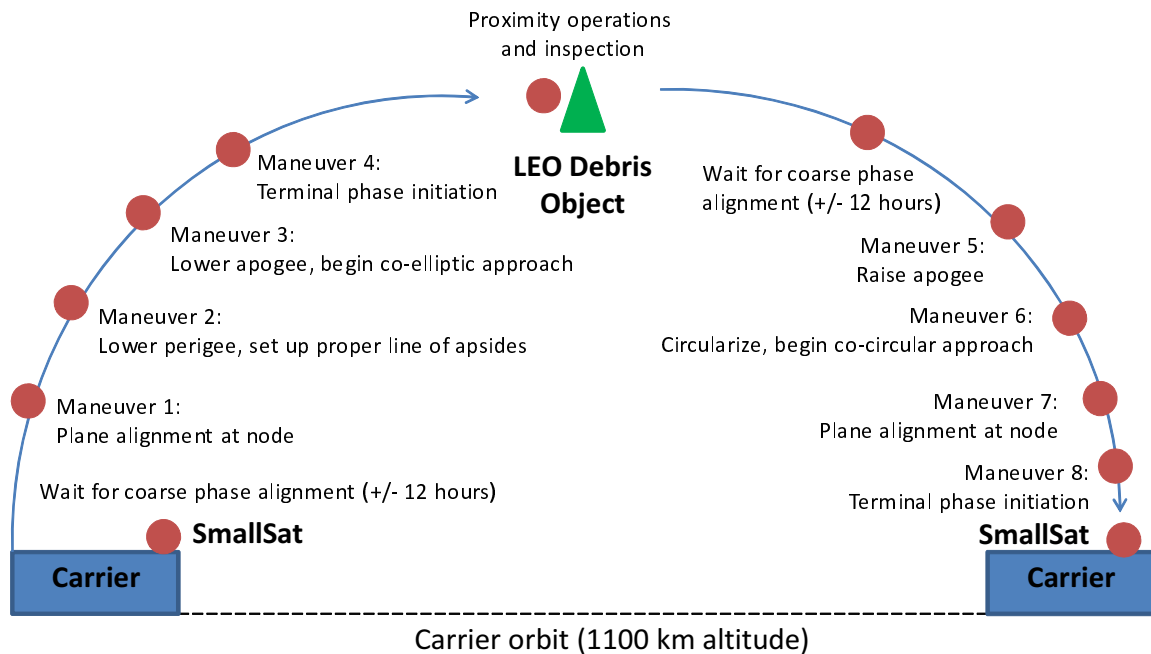 Proximity operations
and inspection
LEO Debris
Object
Maneuver 4:
Terminal phase initiation
Maneuver 3:
Lower apogee, begin co-elliptic approach
Maneuver 2:
Lower perigee, set up proper line of apsides
Maneuver 1:
Plane alignment at node
Wait for coarse phase alignment (+/- 12 hours)
SmallSat
Carrier
Wait for coarse phase
alignment (+/- 12 hours)
Maneuver 5:
Raise apogee
Maneuver 6:
Circularize, begin co-circular approach
Maneuver 7:
Plane alignment at node
Maneuver 8:
Terminal phase initiation
SmallSat
Carrier
Carrier orbit (1100 km altitude)